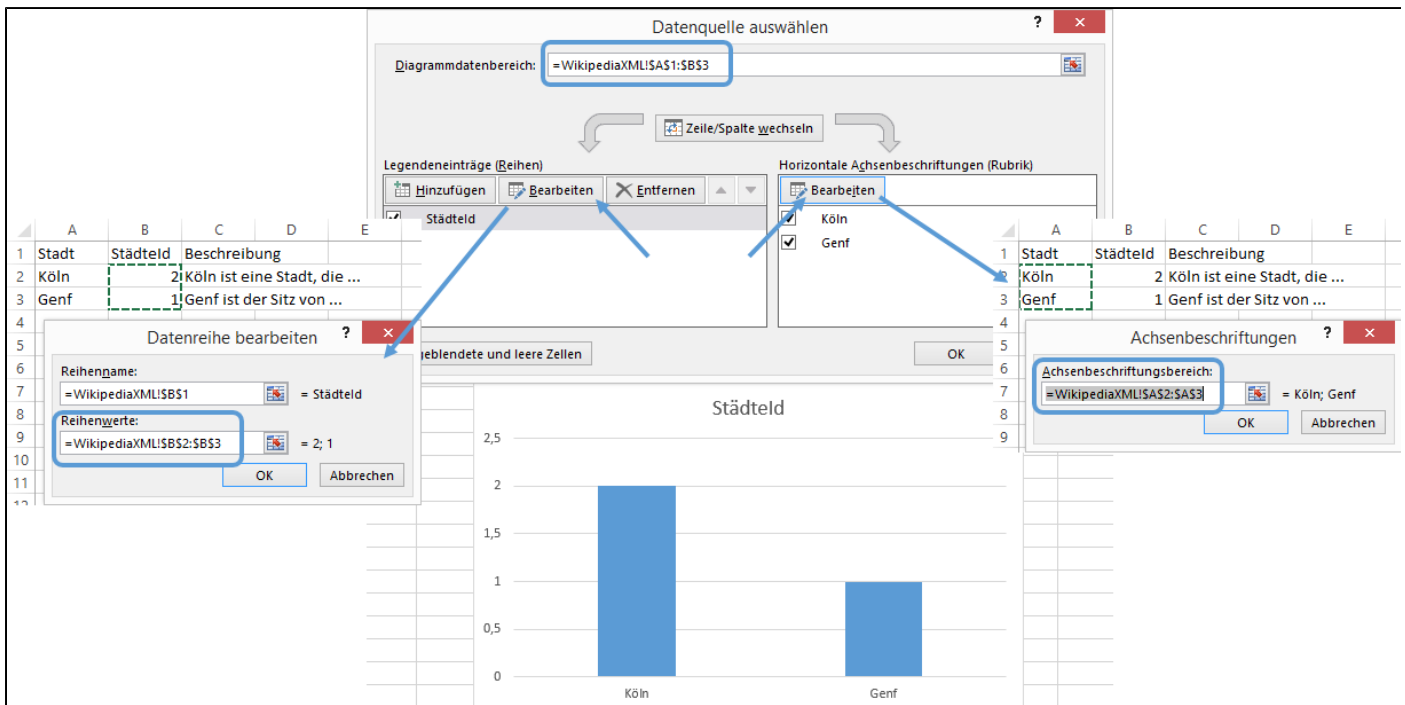 Datenquelle auswählen ? ×
Diagrammdatenbereich: =WikipediaXML!$A$1:$B$3
Zeile/Spalte wechseln
Legendeneinträge (Reihen)
Hinzufügen Bearbeiten Entfernen
Städteld
Horizontale Achsenbeschriftungen (Rubrik)
Bearbeiten
Köln
Genf
geblendete und leere Zellen
OK
A B C D E
1 Stadt Städteld Beschreibung
2 Köln 2 Köln ist eine Stadt, die ...
3 Genf 1 Genf ist der Sitz von ...
4
5
6
7
8
9
10
11
12
Datenreihe bearbeiten ? ×
Reihenname:
=WikipediaXML!$B$1 = Städteld
Reihenwerte:
=WikipediaXML!$B$2:$B$3 = 2; 1
OK Abbrechen
A B C D E
1 Stadt Städteld Beschreibung
2 Köln 2 Köln ist eine Stadt, die ...
3 Genf 1 Genf ist der Sitz von ...
4
5
6
7
8
9
Achsenbeschriftungen ? ×
Achsenbeschriftungsbereich:
=WikipediaXML!$A$2:$A$3 = Köln; Genf
OK Abbrechen
Städteld
2,5
2
1,5
1
0,5
0
Köln Genf